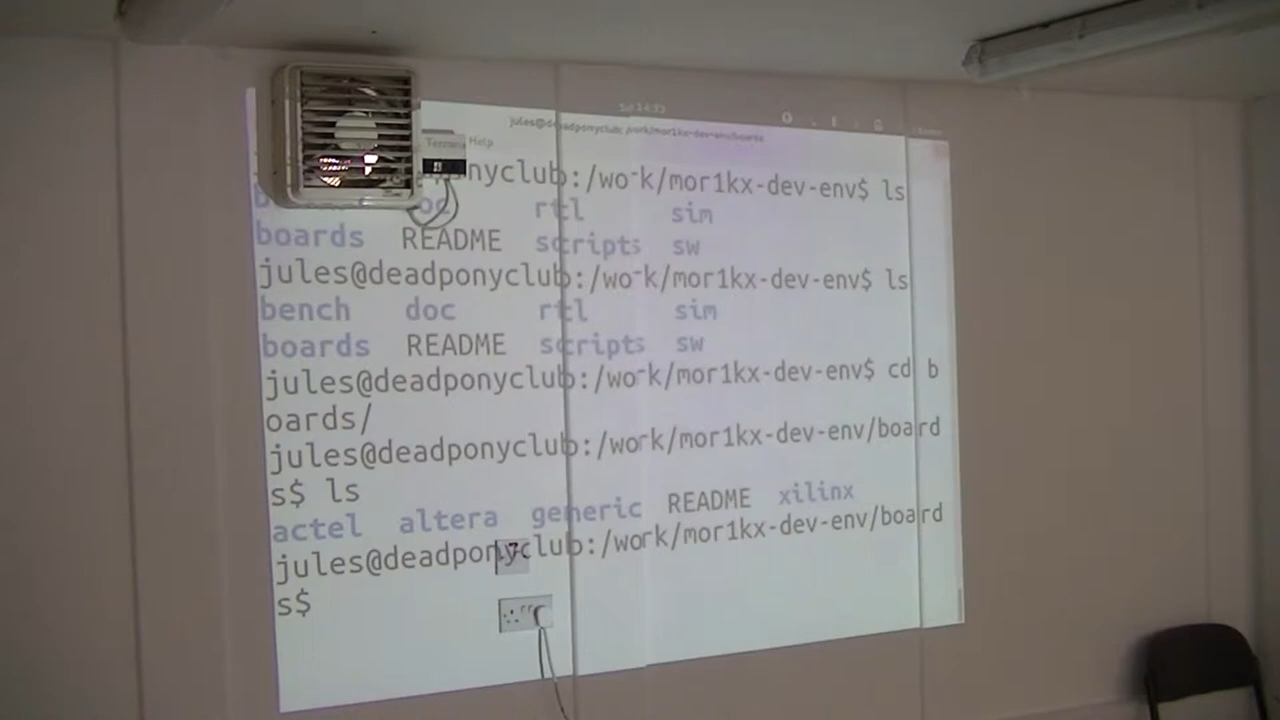 jules@deadponyclub: /work/mor1kx-dev-env/boards
Help
nyclub:/work/mor1kx-dev-env$ ls
doc rtl sim
boards README scripts sw
jules@deadponyclub:/work/mor1kx-dev-env$ ls
bench doc rtl sim
boards README scripts sw
jules@deadponyclub:/work/mor1kx-dev-env$ cd b
oards/
jules@deadponyclub:/work/mor1kx-dev-env/board
s$ ls
actel altera generic README xilinx
jules@deadponyclub:/work/mor1kx-dev-env/board
s$